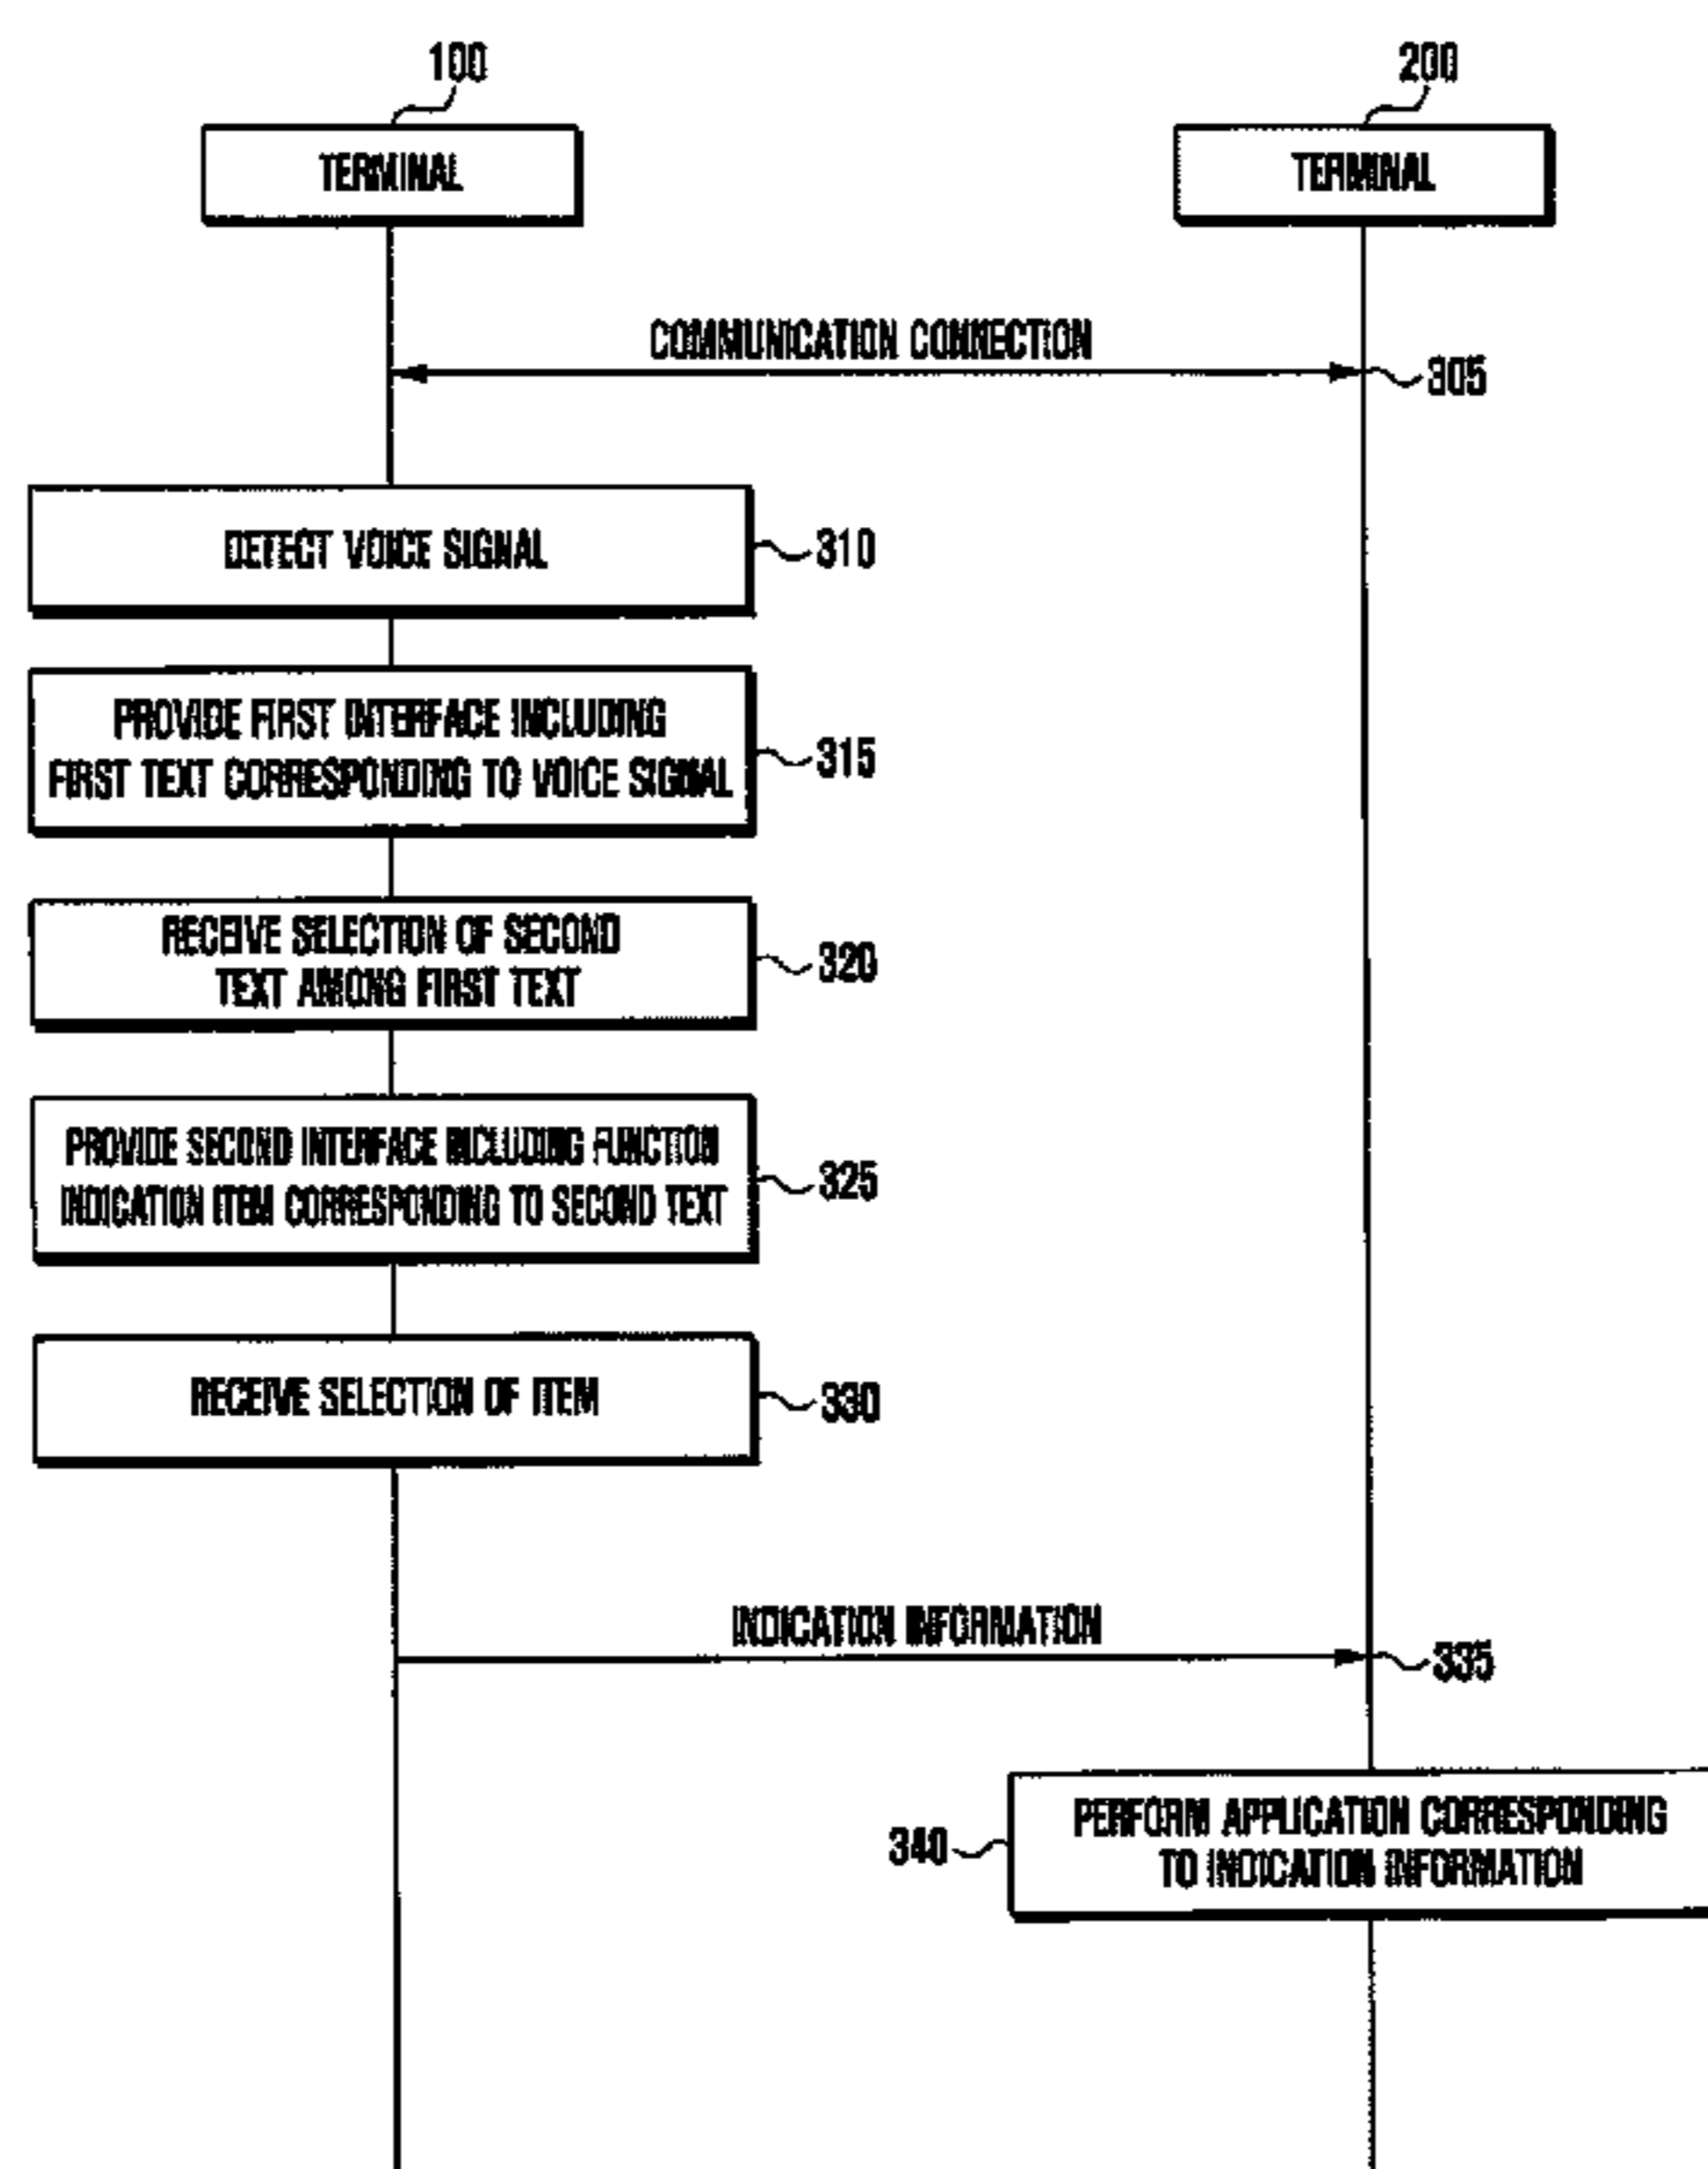 100
200
TERMINAL
TERMINAL
COMMUNICATION CONNECTION
305
DETECT VOICE SIGNAL
310
PROVIDE FIRST INTERFACE INCLUDING
FIRST TEXT CORRESPONDING TO VOICE SIGNAL
315
RECEIVE SELECTION OF SECOND
TEXT AMONG FIRST TEXT
320
PROVIDE SECOND INTERFACE INCLUDING FUNCTION
INDICATION ITEM CORRESPONDING TO SECOND TEXT
325
RECEIVE SELECTION OF ITEM
330
INDICATION INFORMATION
335
PERFORM APPLICATION CORRESPONDING
TO INDICATION INFORMATION
340